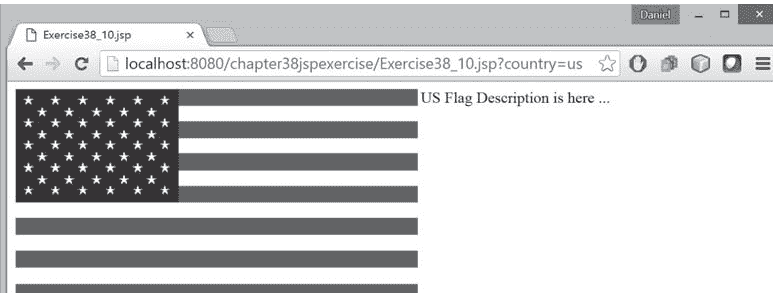 Daniel
Exercise38_10.jsp
localhost:8080/chapter38jspexercise/Exercise38_10.jsp?country=us
US Flag Description is here ...